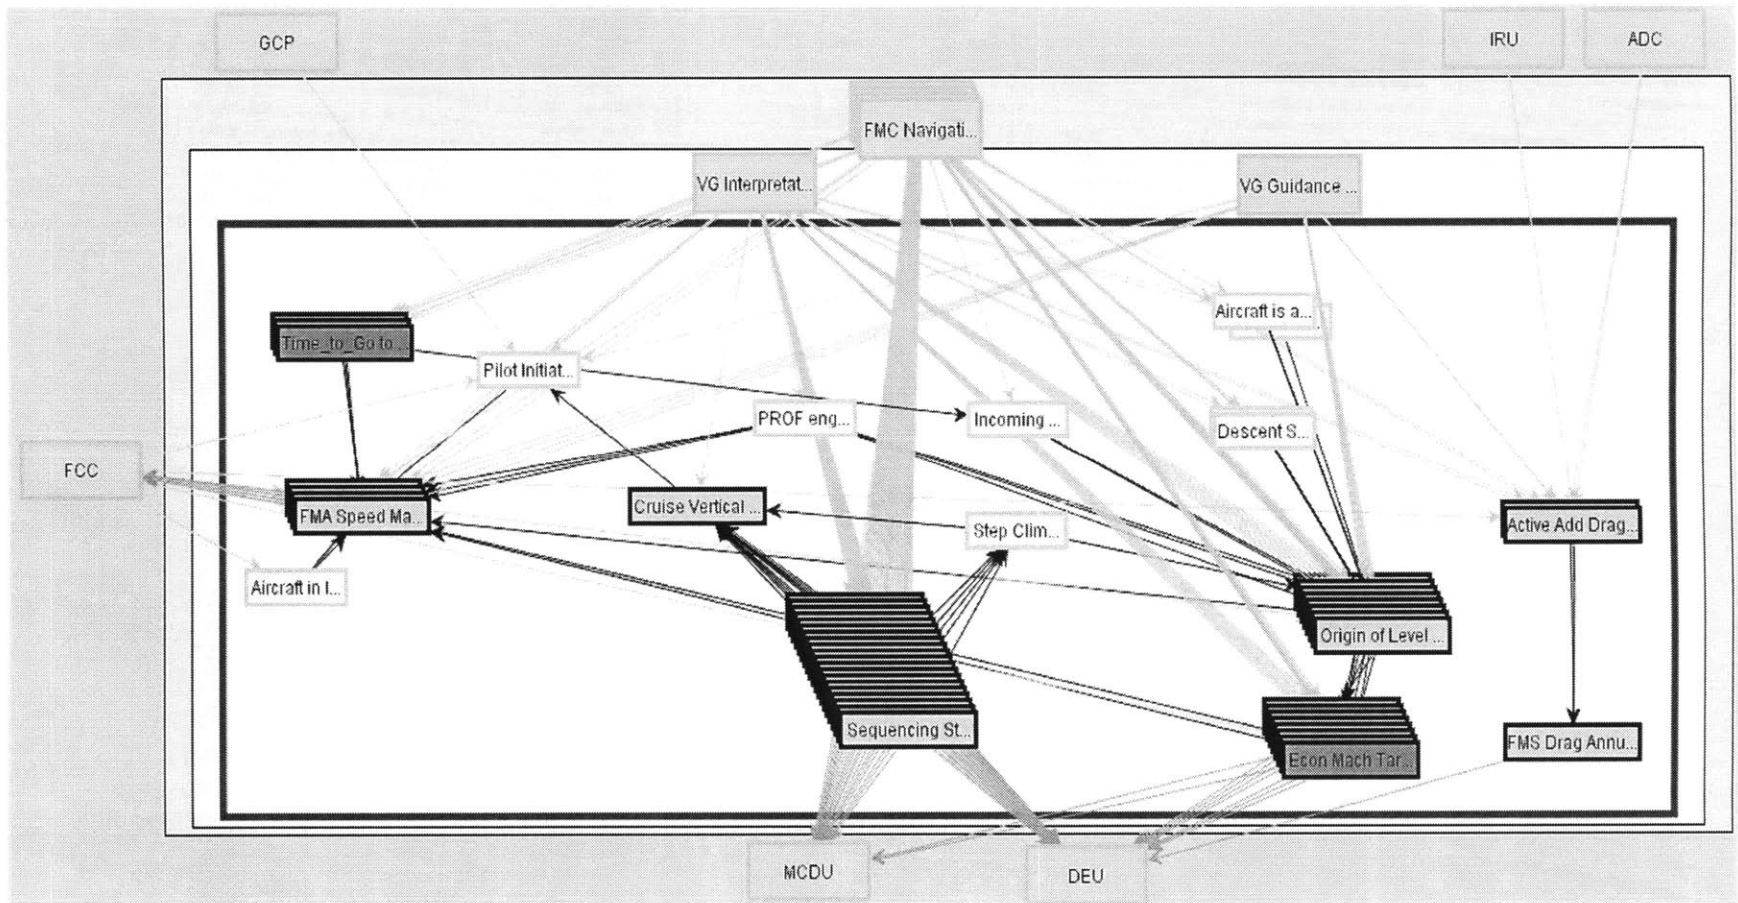 GCP
IRU
ADC
FMC Navigati...
VG Interpretat...
VG Guidance ...
Aircraft is a...
Time_to_Go to ...
Pilot Initiat...
PROF eng...
Incoming ...
Descent S...
FCC
FMA Speed Ma...
Cruise Vertical ...
Step Clim...
Active Add Drag...
Aircraft in l...
Origin of Level ...
Sequencing St...
FMS Drag Annu...
Econ Mach Tar...
MCDU
DEU